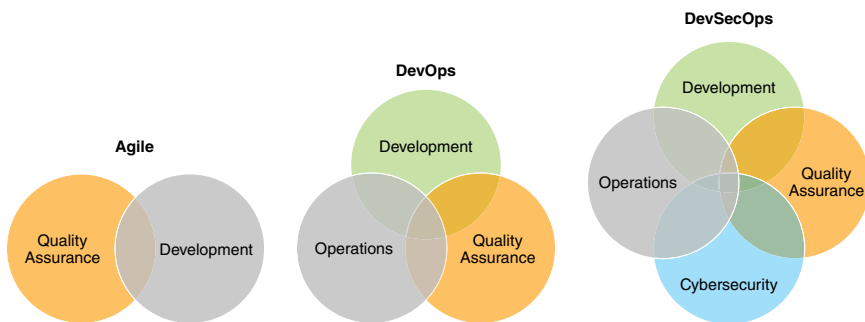 Agile
Quality
Assurance
Development
DevOps
Development
Operations
Quality
Assurance
DevSecOps
Development
Operations
Quality
Assurance
Cybersecurity